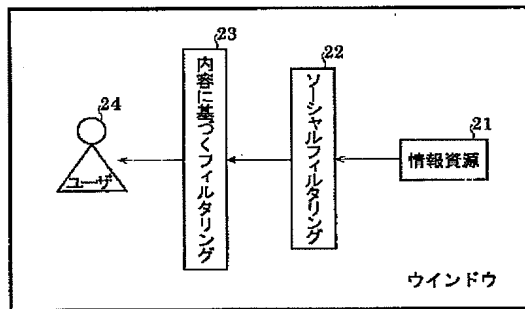 23
内容に基づくフィルタリング
22
ソーシャルフィルタリング
24
ユーザ
21
情報資源
ウインドウ